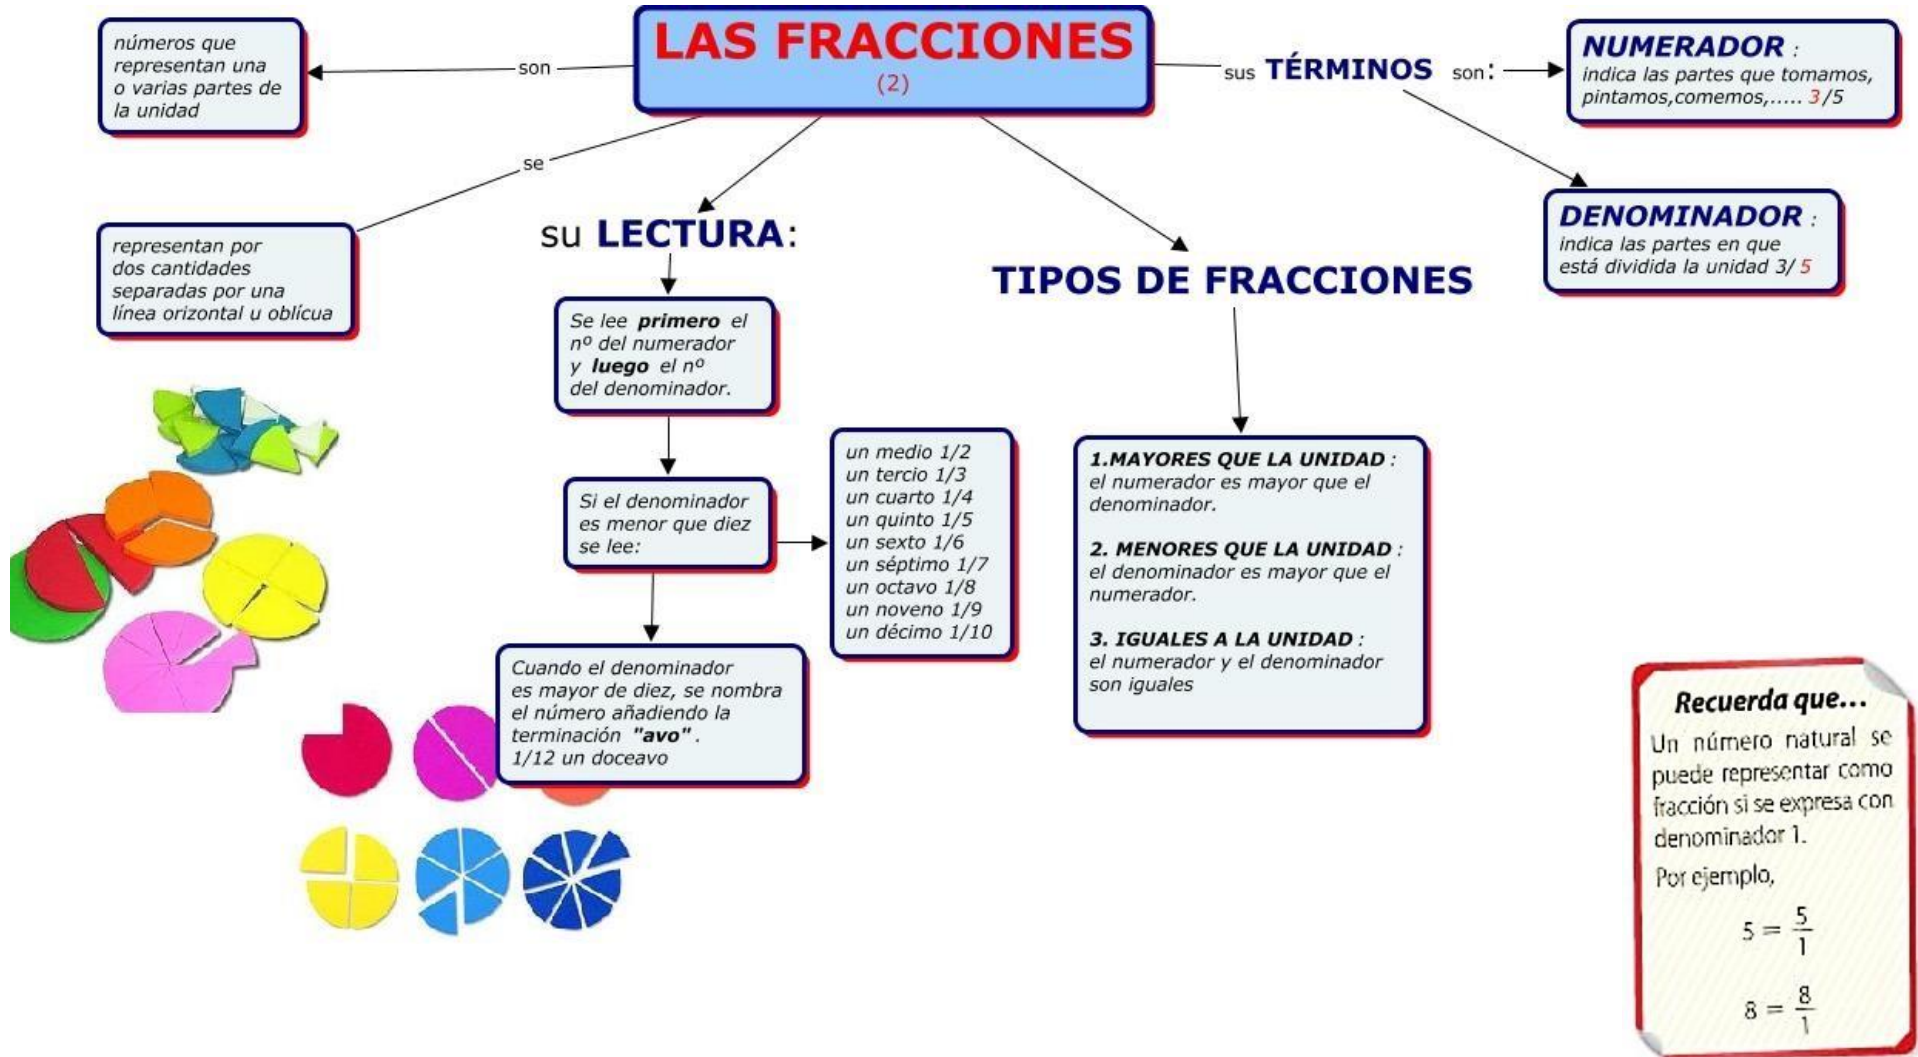 LAS FRACCIONES
(2)
son
números que
representan una
o varias partes de
la unidad
se
representan por
dos cantidades
separadas por una
línea orizontal u oblícua
su LECTURA:
Se lee primero el
nº del numerador
y luego el nº
del denominador.
Si el denominador
es menor que diez
se lee:
un medio 1/2
un tercio 1/3
un cuarto 1/4
un quinto 1/5
un sexto 1/6
un séptimo 1/7
un octavo 1/8
un noveno 1/9
un décimo 1/10
Cuando el denominador
es mayor de diez, se nombra
el número añadiendo la
terminación "avo".
1/12 un doceavo
TIPOS DE FRACCIONES
1.MAYORES QUE LA UNIDAD :
el numerador es mayor que el
denominador.
2. MENORES QUE LA UNIDAD :
el denominador es mayor que el
numerador.
3. IGUALES A LA UNIDAD :
el numerador y el denominador
son iguales
sus TÉRMINOS son:
NUMERADOR :
indica las partes que tomamos,
pintamos,comemos,..... 3/5
DENOMINADOR :
indica las partes en que
está dividida la unidad 3/ 5
Recuerda que...
Un número natural se
puede representar como
fracción si se expresa con
denominador 1.
Por ejemplo,
5 = 5/1
8 = 8/1